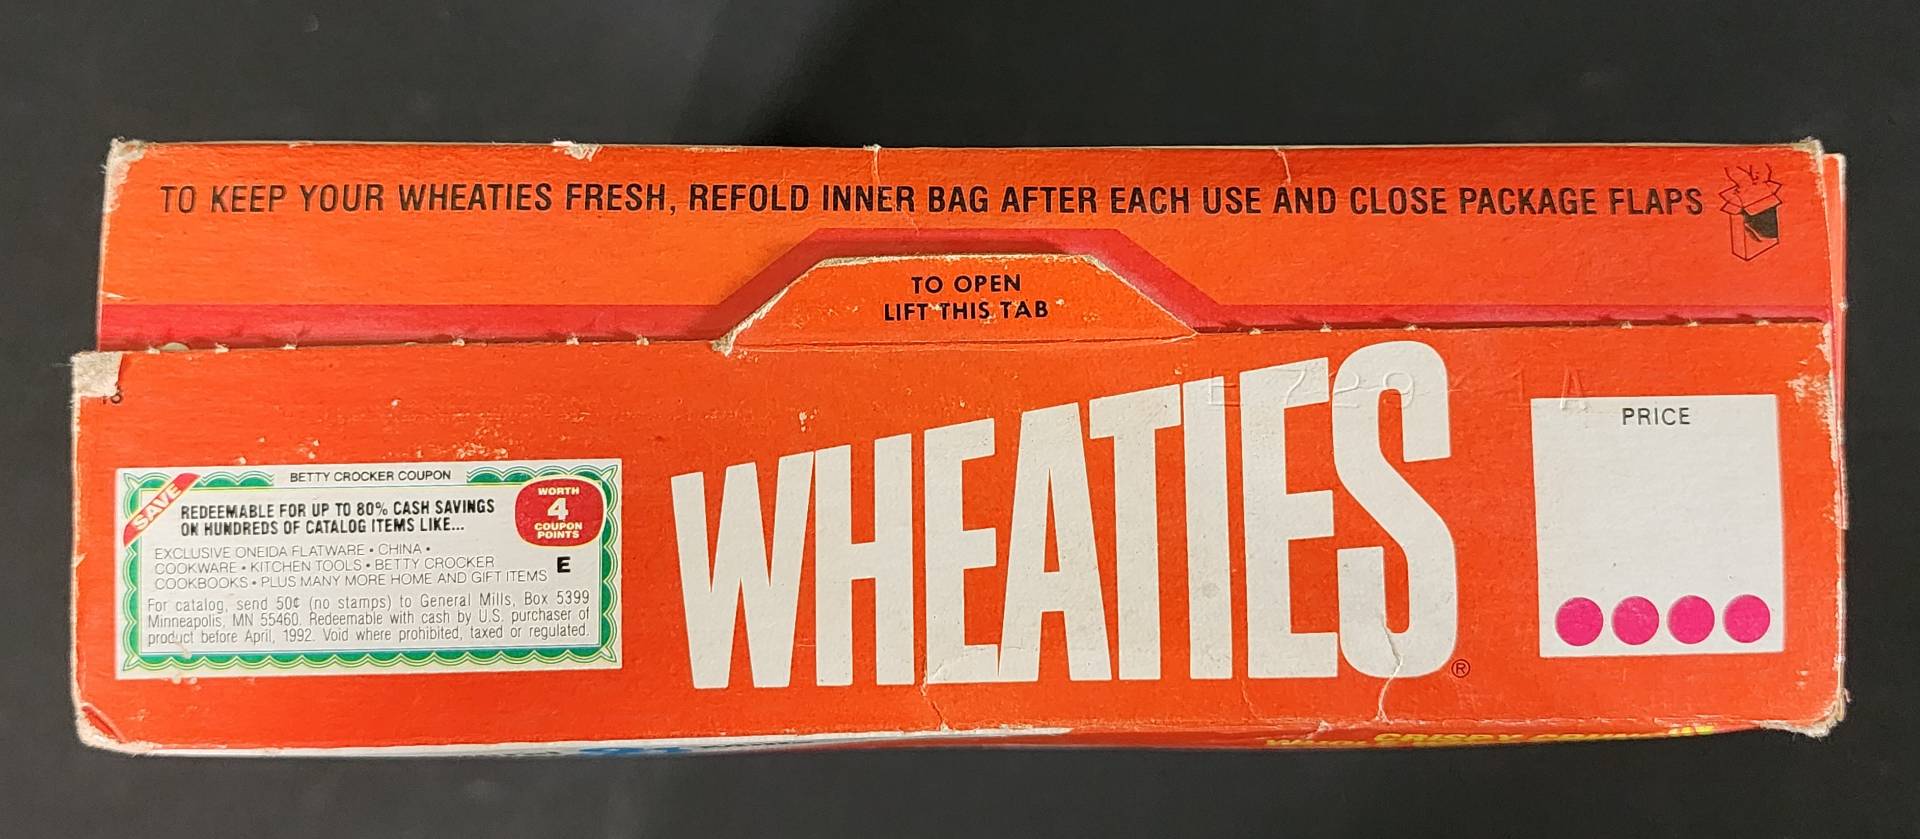 TO KEEP YOUR WHEATIES FRESH, REFOLD INNER BAG AFTER EACH USE AND CLOSE PACKAGE FLAPS
TO OPEN
LIFT THIS TAB
E 729 1A
BETTY CROCKER COUPON
SAVE
REDEEMABLE FOR UP TO 80% CASH SAVINGS
ON HUNDREDS OF CATALOG ITEMS LIKE...
WORTH
4
COUPON
POINTS
EXCLUSIVE ONEIDA FLATWARE • CHINA •
COOKWARE • KITCHEN TOOLS • BETTY CROCKER
COOKBOOKS • PLUS MANY MORE HOME AND GIFT ITEMS
E
For catalog, send 50¢ (no stamps) to General Mills, Box 5399
Minneapolis, MN 55460. Redeemable with cash by U.S. purchaser of
product before April, 1992. Void where prohibited, taxed or regulated.
WHEATIES®
PRICE
CRISPY